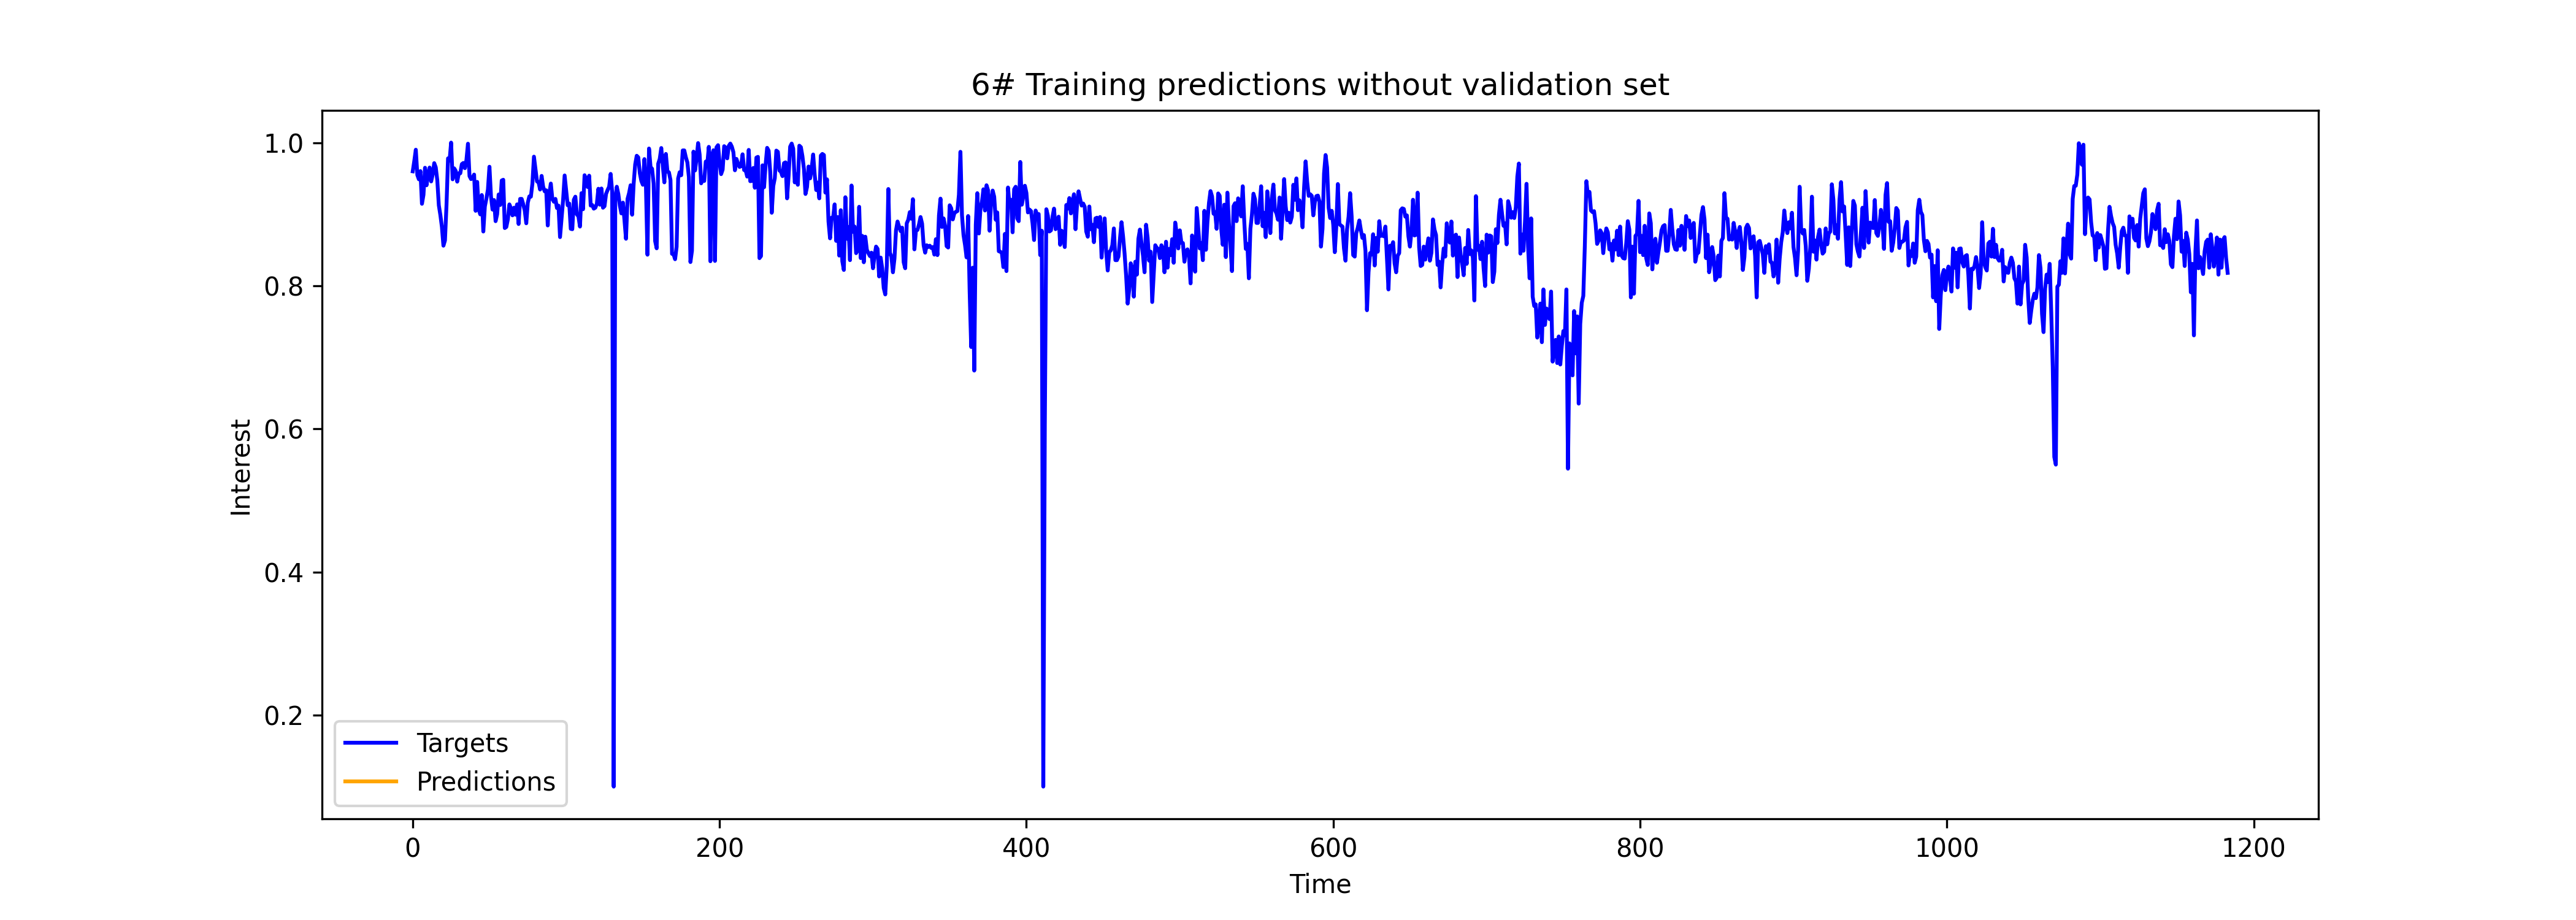 6# Training predictions without validation set
1.0
0.8
0.6
0.4
0.2
Interest
Targets
Predictions
0 200 400 600 800 1000 1200
Time